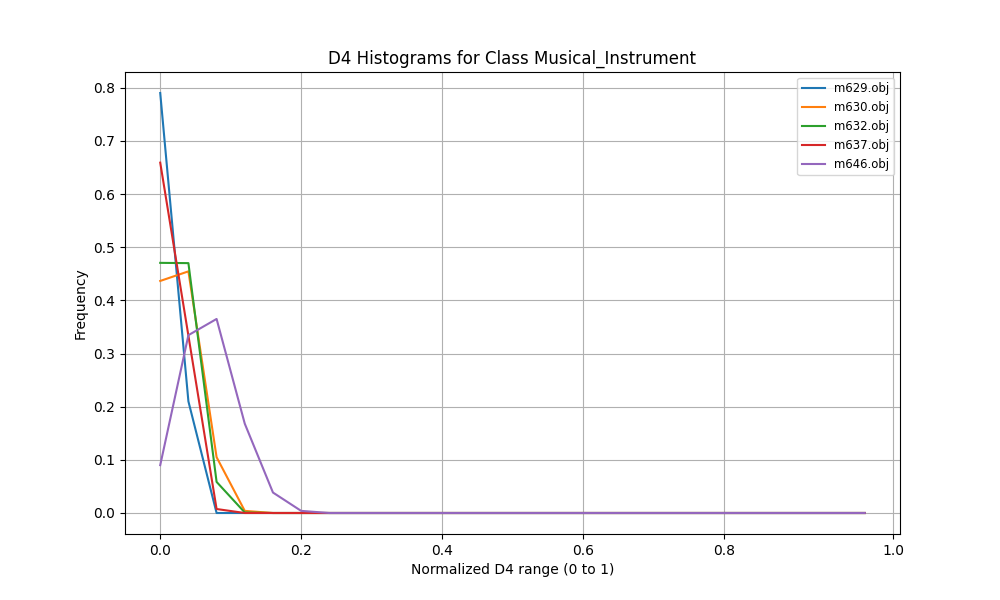 D4 Histograms for Class Musical_Instrument
m629.obj
m630.obj
m632.obj
m637.obj
m646.obj
Frequency
0.8
0.7
0.6
0.5
0.4
0.3
0.2
0.1
0.0
0.0 0.2 0.4 0.6 0.8 1.0
Normalized D4 range (0 to 1)